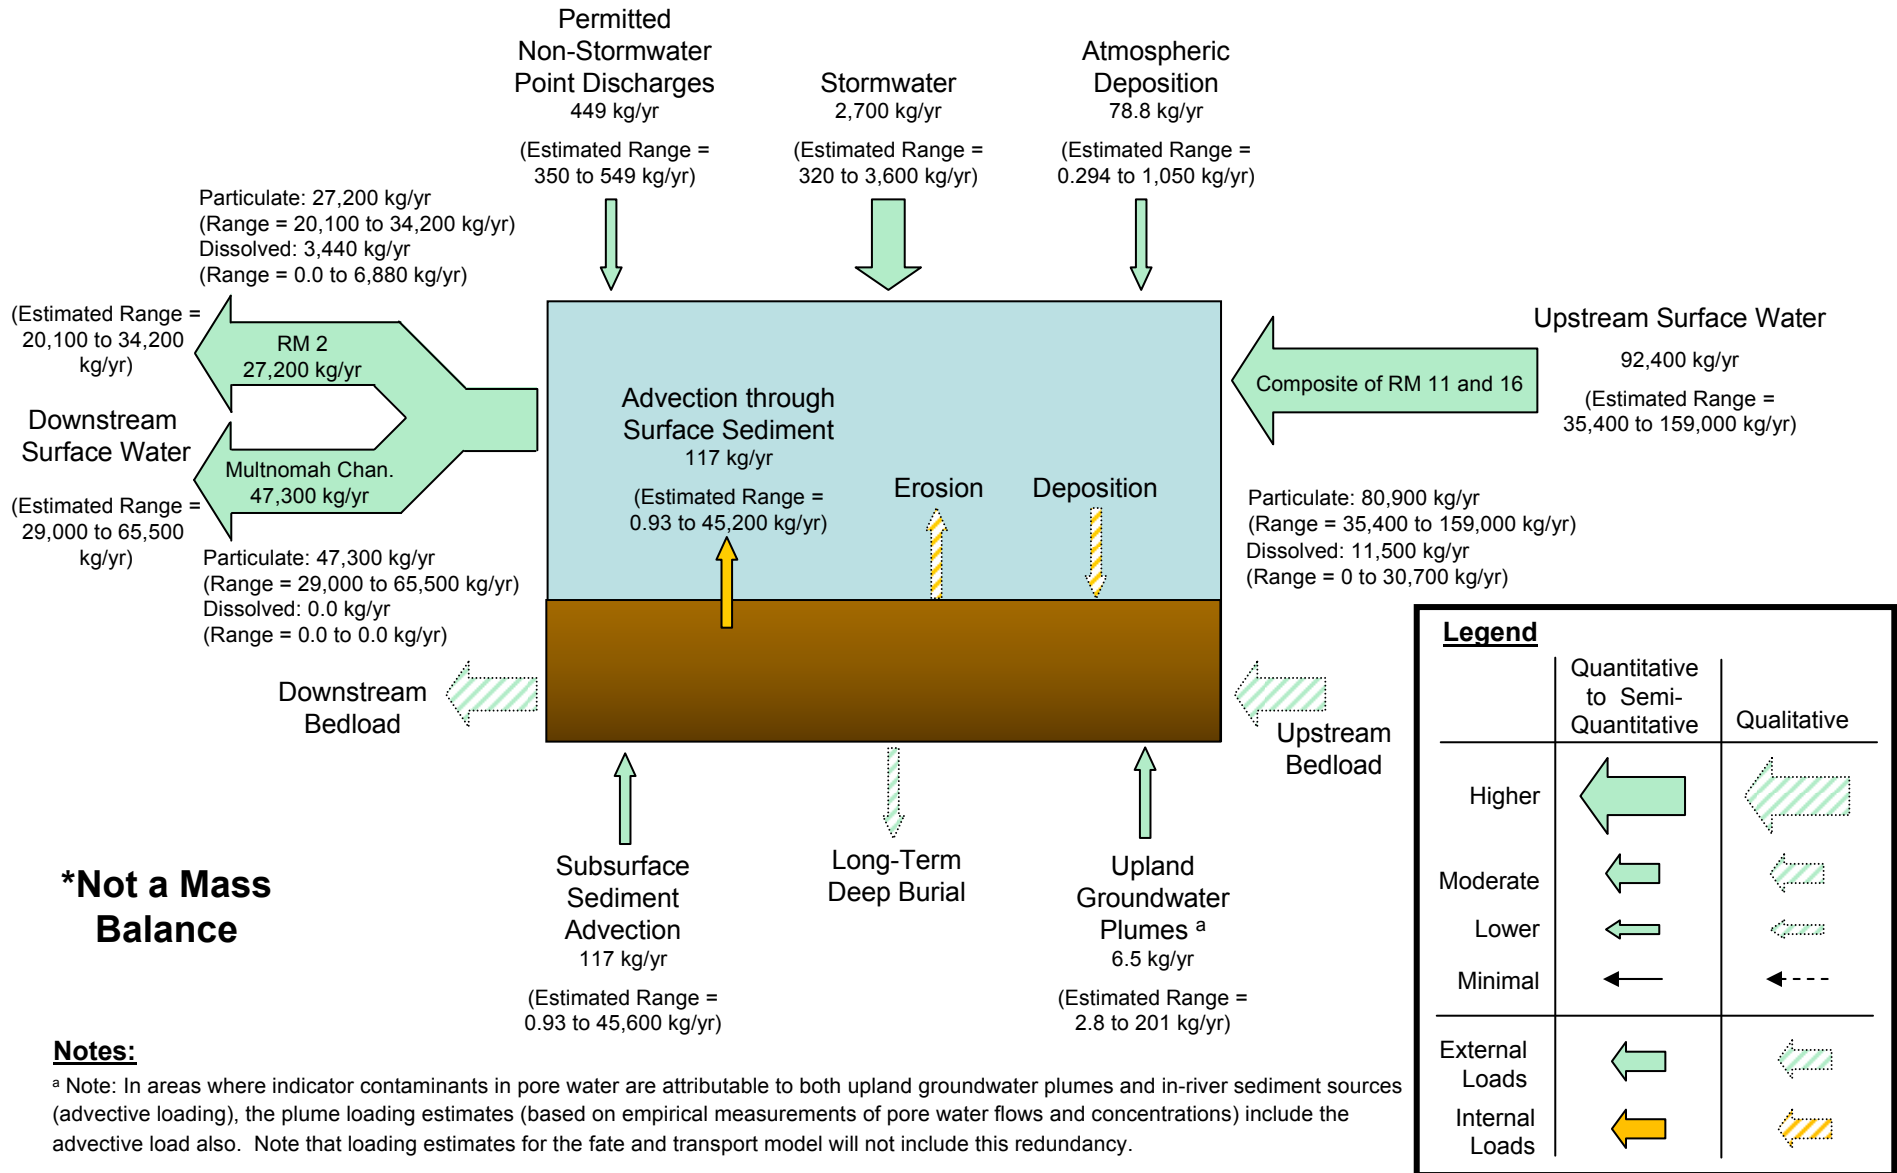 Permitted
Non-Stormwater
Point Discharges
449 kg/yr
(Estimated Range =
350 to 549 kg/yr)
Stormwater
2,700 kg/yr
(Estimated Range =
320 to 3,600 kg/yr)
Atmospheric
Deposition
78.8 kg/yr
(Estimated Range =
0.294 to 1,050 kg/yr)
Particulate: 27,200 kg/yr
(Range = 20,100 to 34,200 kg/yr)
Dissolved: 3,440 kg/yr
(Range = 0.0 to 6,880 kg/yr)
(Estimated Range =
20,100 to 34,200
kg/yr)
RM 2
27,200 kg/yr
Downstream
Surface Water
Multnomah Chan.
47,300 kg/yr
(Estimated Range =
29,000 to 65,500
kg/yr)
Particulate: 47,300 kg/yr
(Range = 29,000 to 65,500 kg/yr)
Dissolved: 0.0 kg/yr
(Range = 0.0 to 0.0 kg/yr)
Advection through
Surface Sediment
117 kg/yr
(Estimated Range =
0.93 to 45,200 kg/yr)
Erosion
Deposition
Composite of RM 11 and 16
Upstream Surface Water
92,400 kg/yr
(Estimated Range =
35,400 to 159,000 kg/yr)
Particulate: 80,900 kg/yr
(Range = 35,400 to 159,000 kg/yr)
Dissolved: 11,500 kg/yr
(Range = 0 to 30,700 kg/yr)
Downstream
Bedload
Upstream
Bedload
Subsurface
Sediment
Advection
117 kg/yr
(Estimated Range =
0.93 to 45,600 kg/yr)
Long-Term
Deep Burial
Upland
Groundwater
Plumes a
6.5 kg/yr
(Estimated Range =
2.8 to 201 kg/yr)
*Not a Mass
Balance
Legend
Quantitative
to Semi-
Quantitative
Qualitative
Higher
Moderate
Lower
Minimal
External
Loads
Internal
Loads
Notes:
a Note: In areas where indicator contaminants in pore water are attributable to both upland groundwater plumes and in-river sediment sources
(advective loading), the plume loading estimates (based on empirical measurements of pore water flows and concentrations) include the
advective load also. Note that loading estimates for the fate and transport model will not include this redundancy.